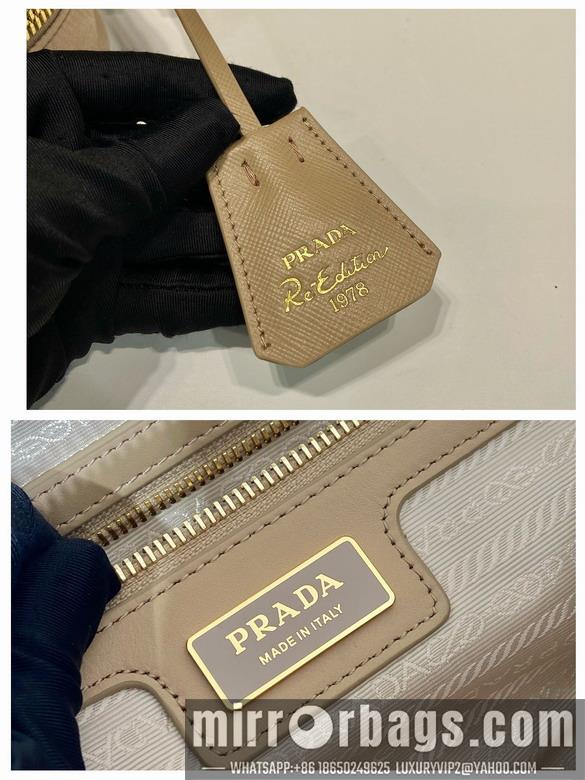 PRADA
Re-Edition
1978
PRADA
MADE IN ITALY
mirrorbags.com
WHATSAPP:+86 18650249625 LUXURYVIP2@YAHOO.COM